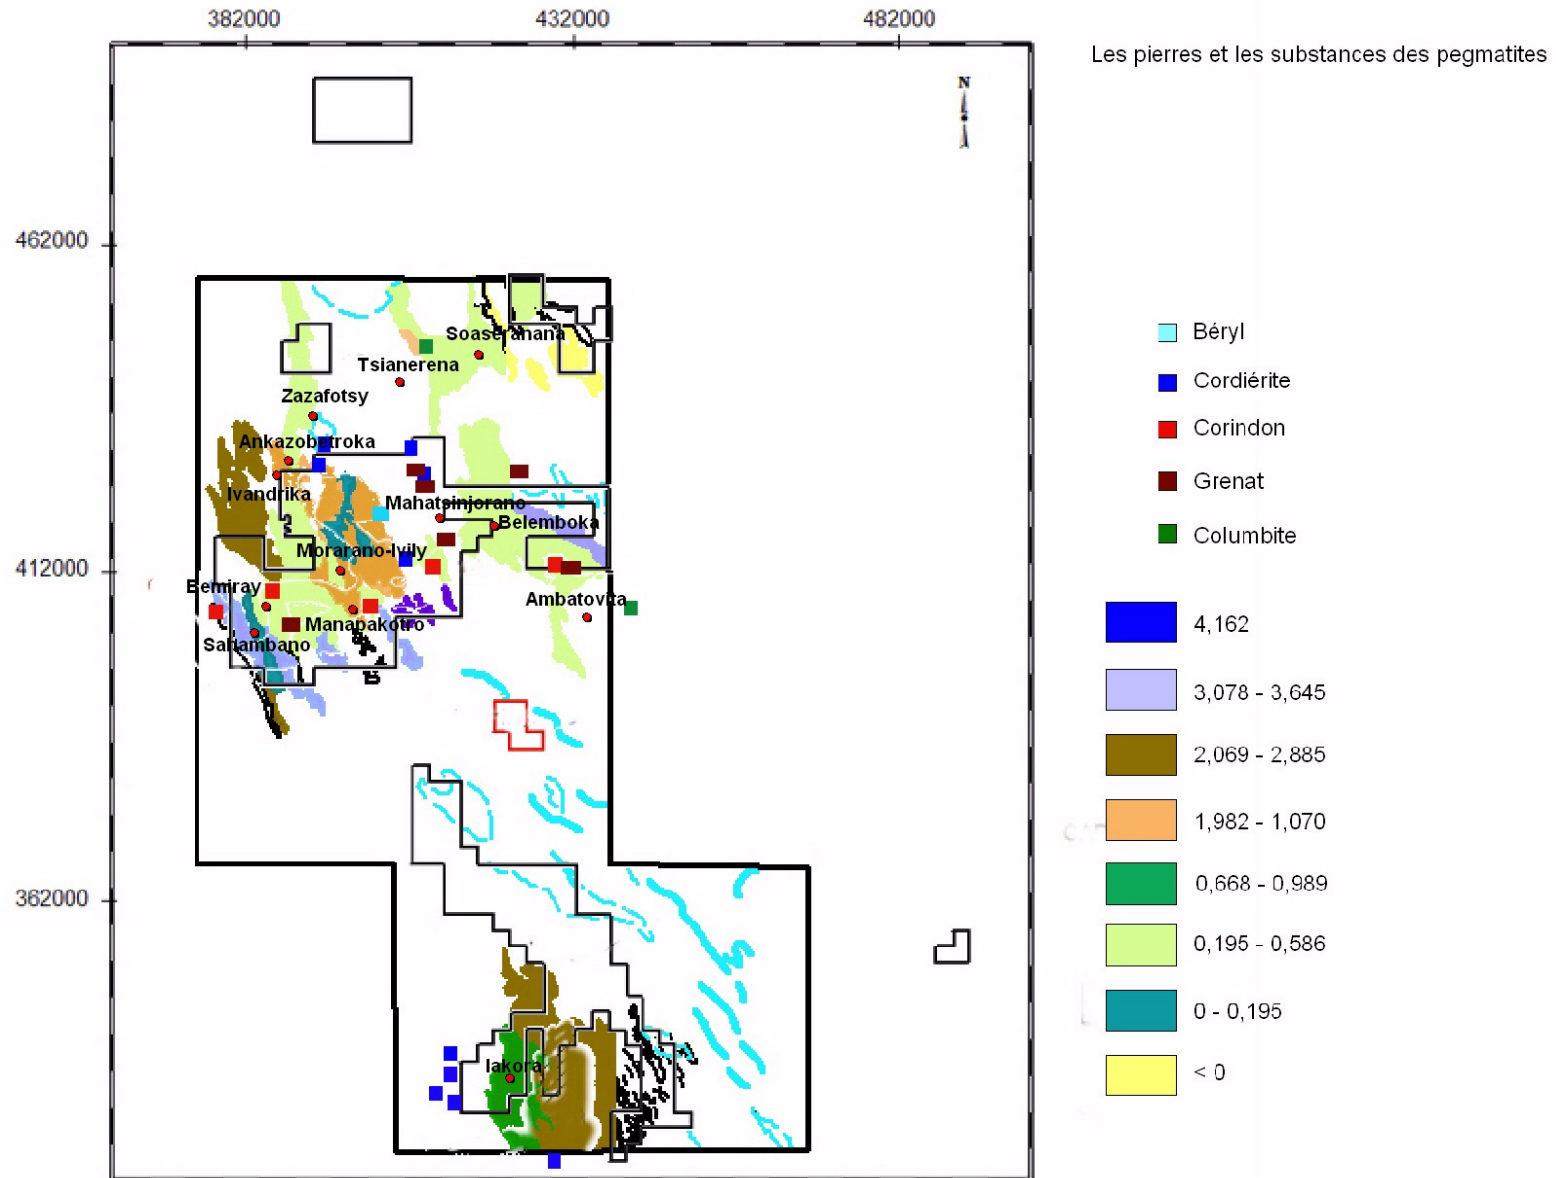 382000 432000 482000
Les pierres et les substances des pegmatites
N
462000
Soaseranana
Tsianerena
Zazafotsy
Ankazobetroka
Ivandrika
Mahatsinjorano
Belemboka
Morarano-Ivily
412000
Bemiray
Ambatovita
Manapakotro
Sahambano
362000
Iakora
Béryl
Cordiérite
Corindon
Grenat
Columbite
4,162
3,078 - 3,645
2,069 - 2,885
1,982 - 1,070
0,668 - 0,989
0,195 - 0,586
0 - 0,195
< 0